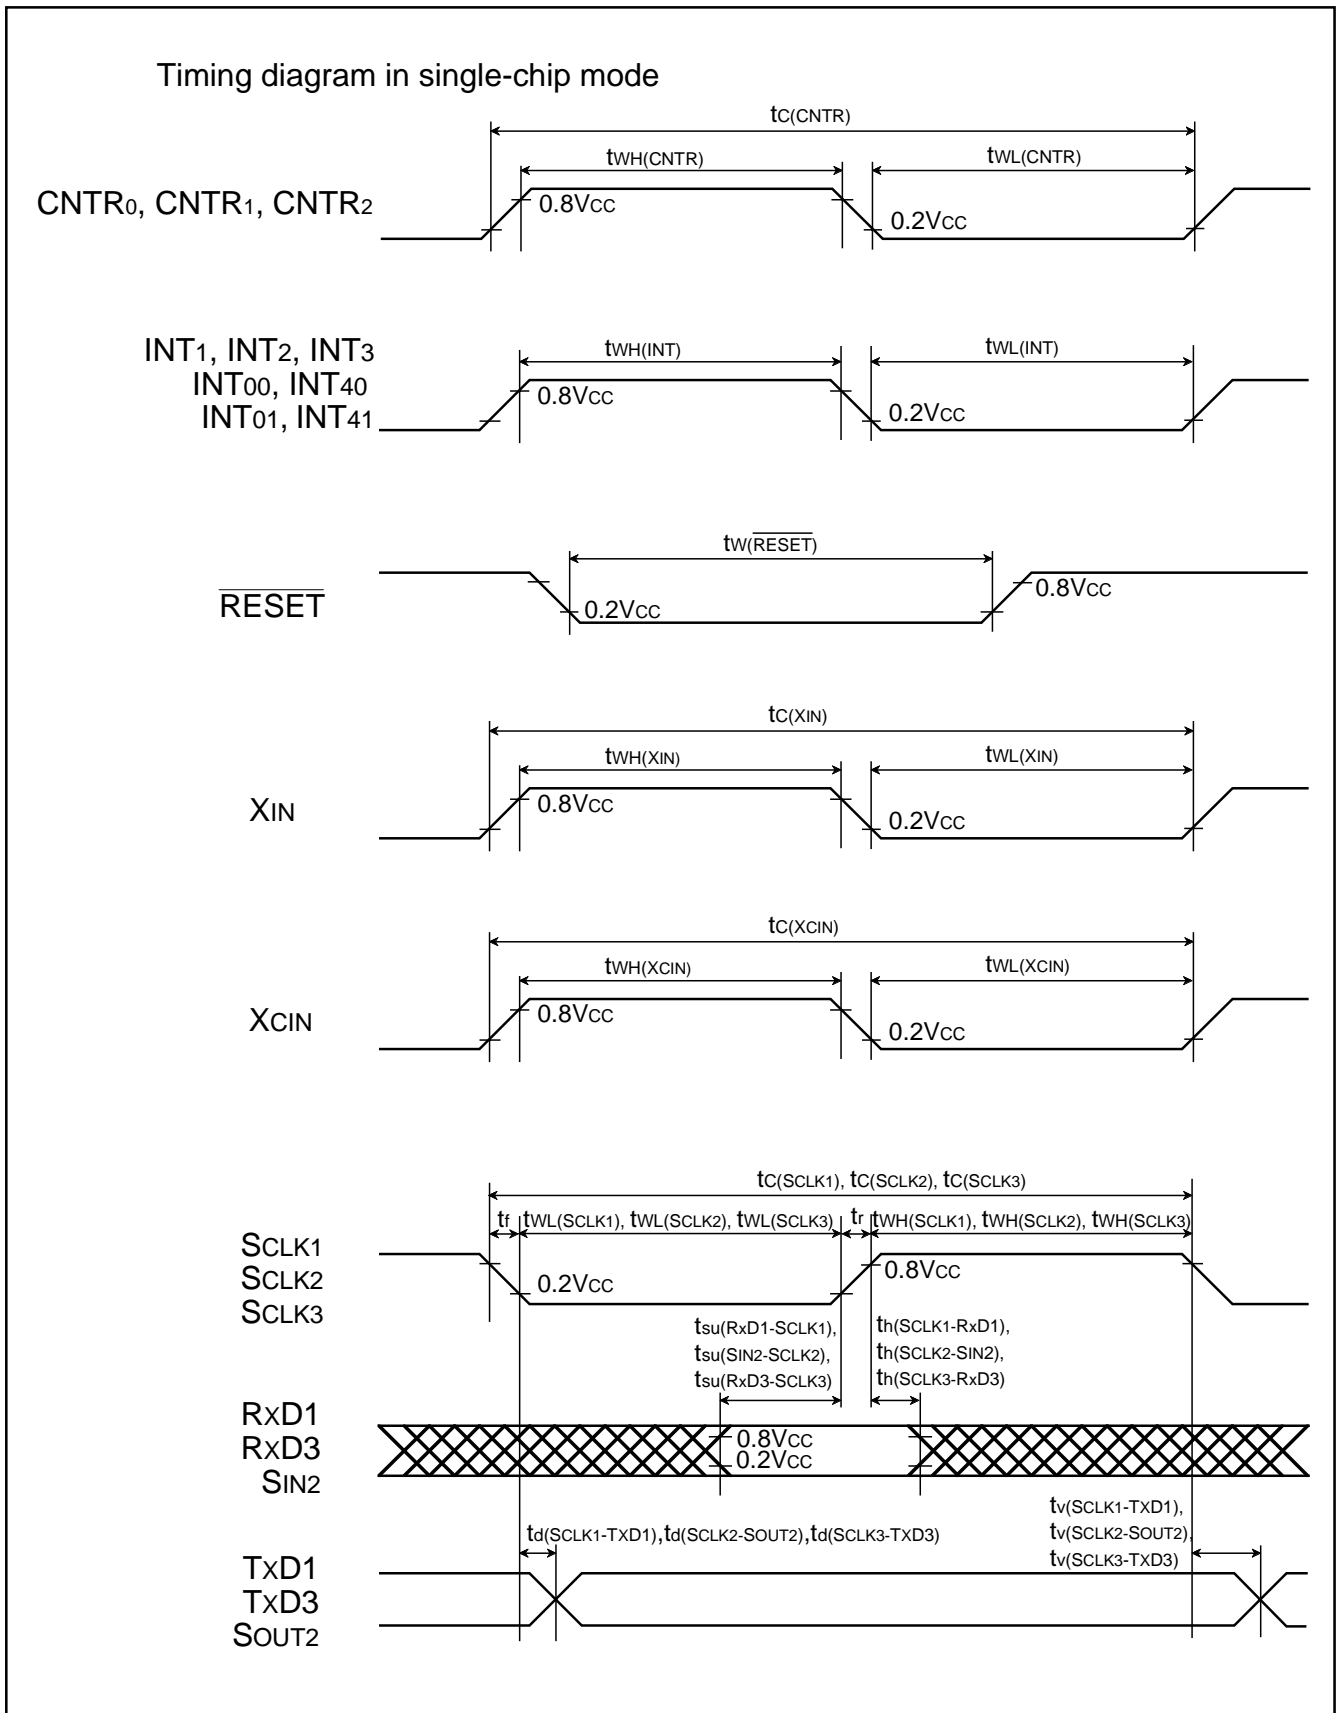 Timing diagram in single-chip mode
tC(CNTR)
tWH(CNTR) tWL(CNTR)
CNTR0, CNTR1, CNTR2
0.8VCC
0.2VCC
INT1, INT2, INT3
INT00, INT40
INT01, INT41
tWH(INT) tWL(INT)
0.8VCC
0.2VCC
tW(RESET)
RESET
0.2VCC
0.8VCC
tC(XIN)
tWH(XIN) tWL(XIN)
XIN
0.8VCC
0.2VCC
tC(XCIN)
tWH(XCIN) tWL(XCIN)
XCIN
0.8VCC
0.2VCC
tC(SCLK1), tC(SCLK2), tC(SCLK3)
tf tWL(SCLK1), tWL(SCLK2), tWL(SCLK3) tr tWH(SCLK1), tWH(SCLK2), tWH(SCLK3)
SCLK1
SCLK2
SCLK3
0.2VCC
0.8VCC
tsu(RxD1-SCLK1),
tsu(SIN2-SCLK2),
tsu(RxD3-SCLK3)
th(SCLK1-RxD1),
th(SCLK2-SIN2),
th(SCLK3-RxD3)
RXD1
RXD3
SIN2
0.8VCC
0.2VCC
td(SCLK1-TXD1),td(SCLK2-SOUT2),td(SCLK3-TXD3)
tv(SCLK1-TXD1),
tv(SCLK2-SOUT2),
tv(SCLK3-TXD3)
TXD1
TXD3
SOUT2